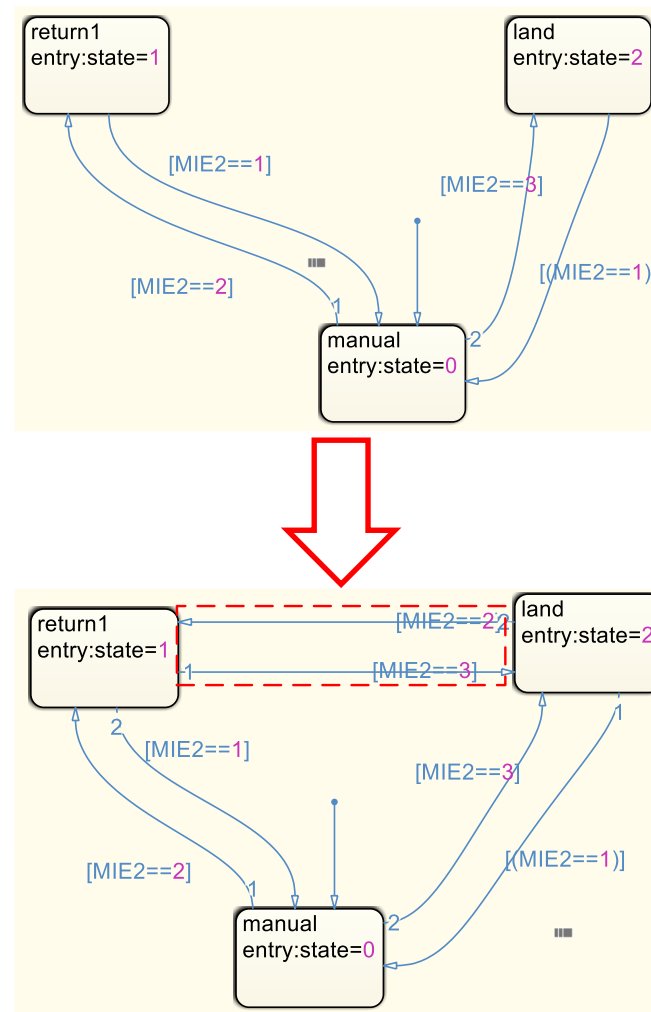 return1
entry:state=1
land
entry:state=2
[MIE2==1]
[MIE2==3]
[MIE2==2]
[(MIE2==1)
1
manual
entry:state=0
2
return1
entry:state=1
land
entry:state=2
[MIE2==2]
2
1
[MIE2==3]
2
1
[MIE2==1]
[MIE2==3]
[MIE2==2]
[(MIE2==1)]
1
manual
entry:state=0
2